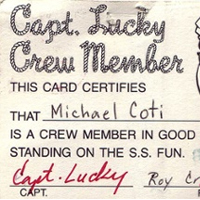 Capt. Lucky
Crew Member
THIS CARD CERTIFIES
THAT Michael Coti
IS A CREW MEMBER IN GOOD
STANDING ON THE S.S. FUN.
Capt. Lucky Roy
CAPT.